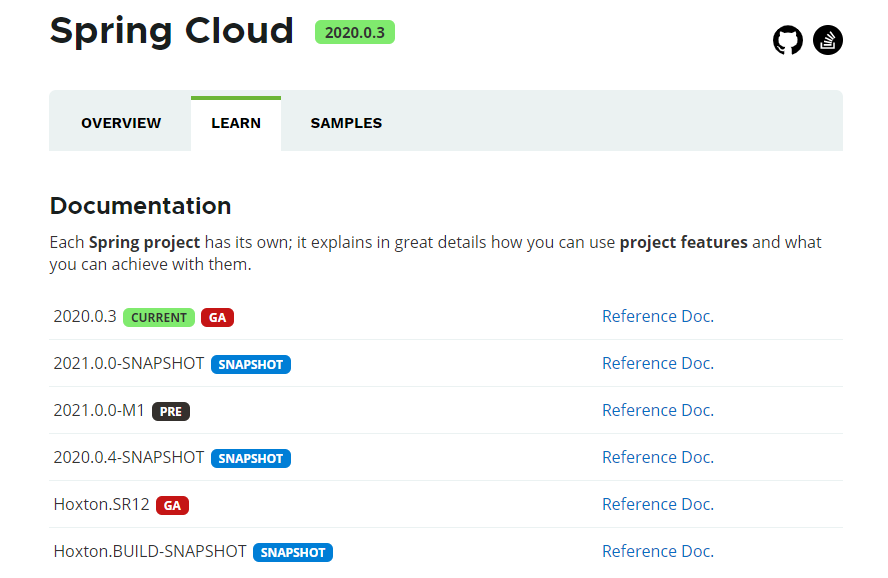 Spring Cloud 2020.0.3
OVERVIEW LEARN SAMPLES
Documentation
Each Spring project has its own; it explains in great details how you can use project features and what
you can achieve with them.
2020.0.3 CURRENT GA Reference Doc.
2021.0.0-SNAPSHOT SNAPSHOT Reference Doc.
2021.0.0-M1 PRE Reference Doc.
2020.0.4-SNAPSHOT SNAPSHOT Reference Doc.
Hoxton.SR12 GA Reference Doc.
Hoxton.BUILD-SNAPSHOT SNAPSHOT Reference Doc.